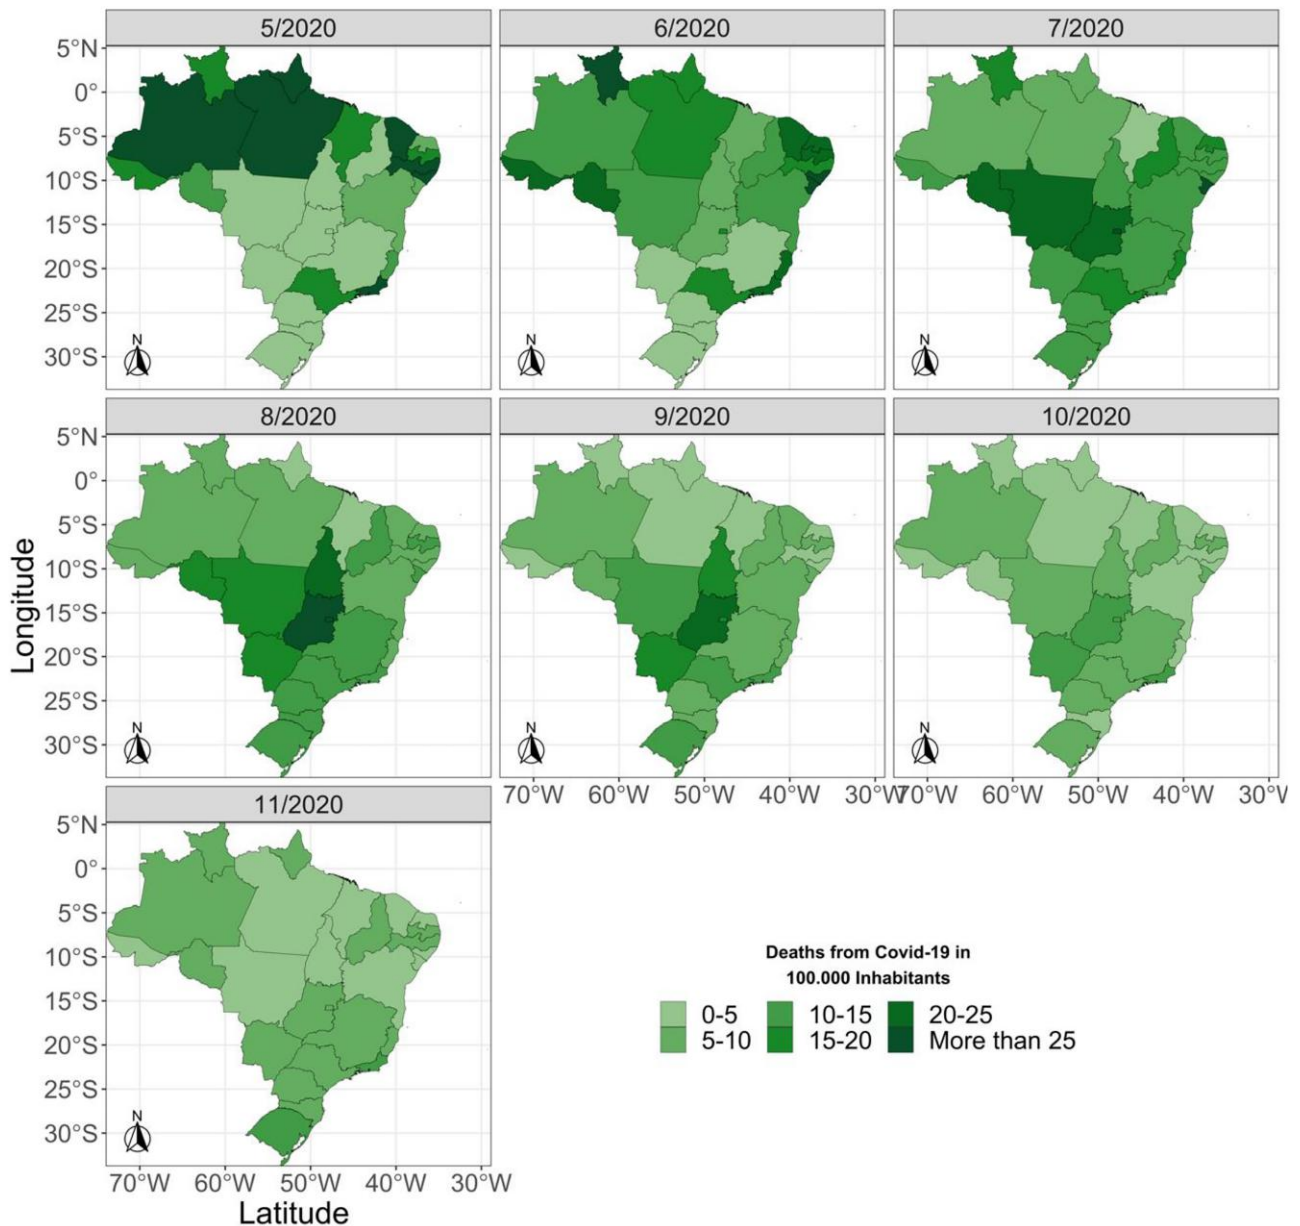 5/2020 6/2020 7/2020
5°N
0°
5°S
10°S
15°S
20°S
25°S
30°S
N N N
8/2020 9/2020 10/2020
5°N
0°
5°S
10°S
15°S
20°S
25°S
30°S
N N N
70°W 60°W 50°W 40°W 30°W 70°W 60°W 50°W 40°W 30°W
Longitude
11/2020
5°N
0°
5°S
10°S
15°S
20°S
25°S
30°S
N
70°W 60°W 50°W 40°W 30°W
Latitude
Deaths from Covid-19 in
100.000 Inhabitants
0-5 10-15 20-25
5-10 15-20 More than 25